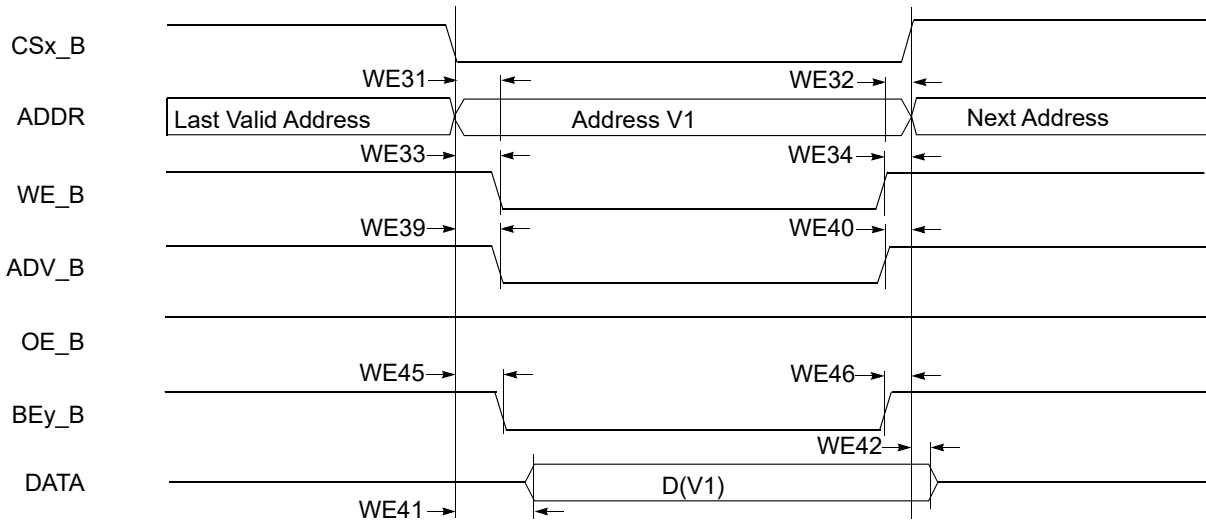 CSx_B
WE31
WE32
ADDR
Last Valid Address
Address V1
Next Address
WE33
WE34
WE_B
WE39
WE40
ADV_B
OE_B
WE45
WE46
BEy_B
WE42
DATA
D(V1)
WE41